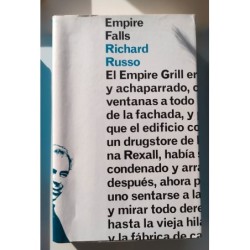 Empire
Falls
Richard
Russo
El Empire Grill er
y achaparrado, c
ventanas a todo
de la fachada, y
que el edificio co
un drugstore de l
na Rexall, había s
condenado y arra
después, ahora p
uno sentarse a la
y mirar todo dere
hasta la vieja hila
y la fábrica de ca